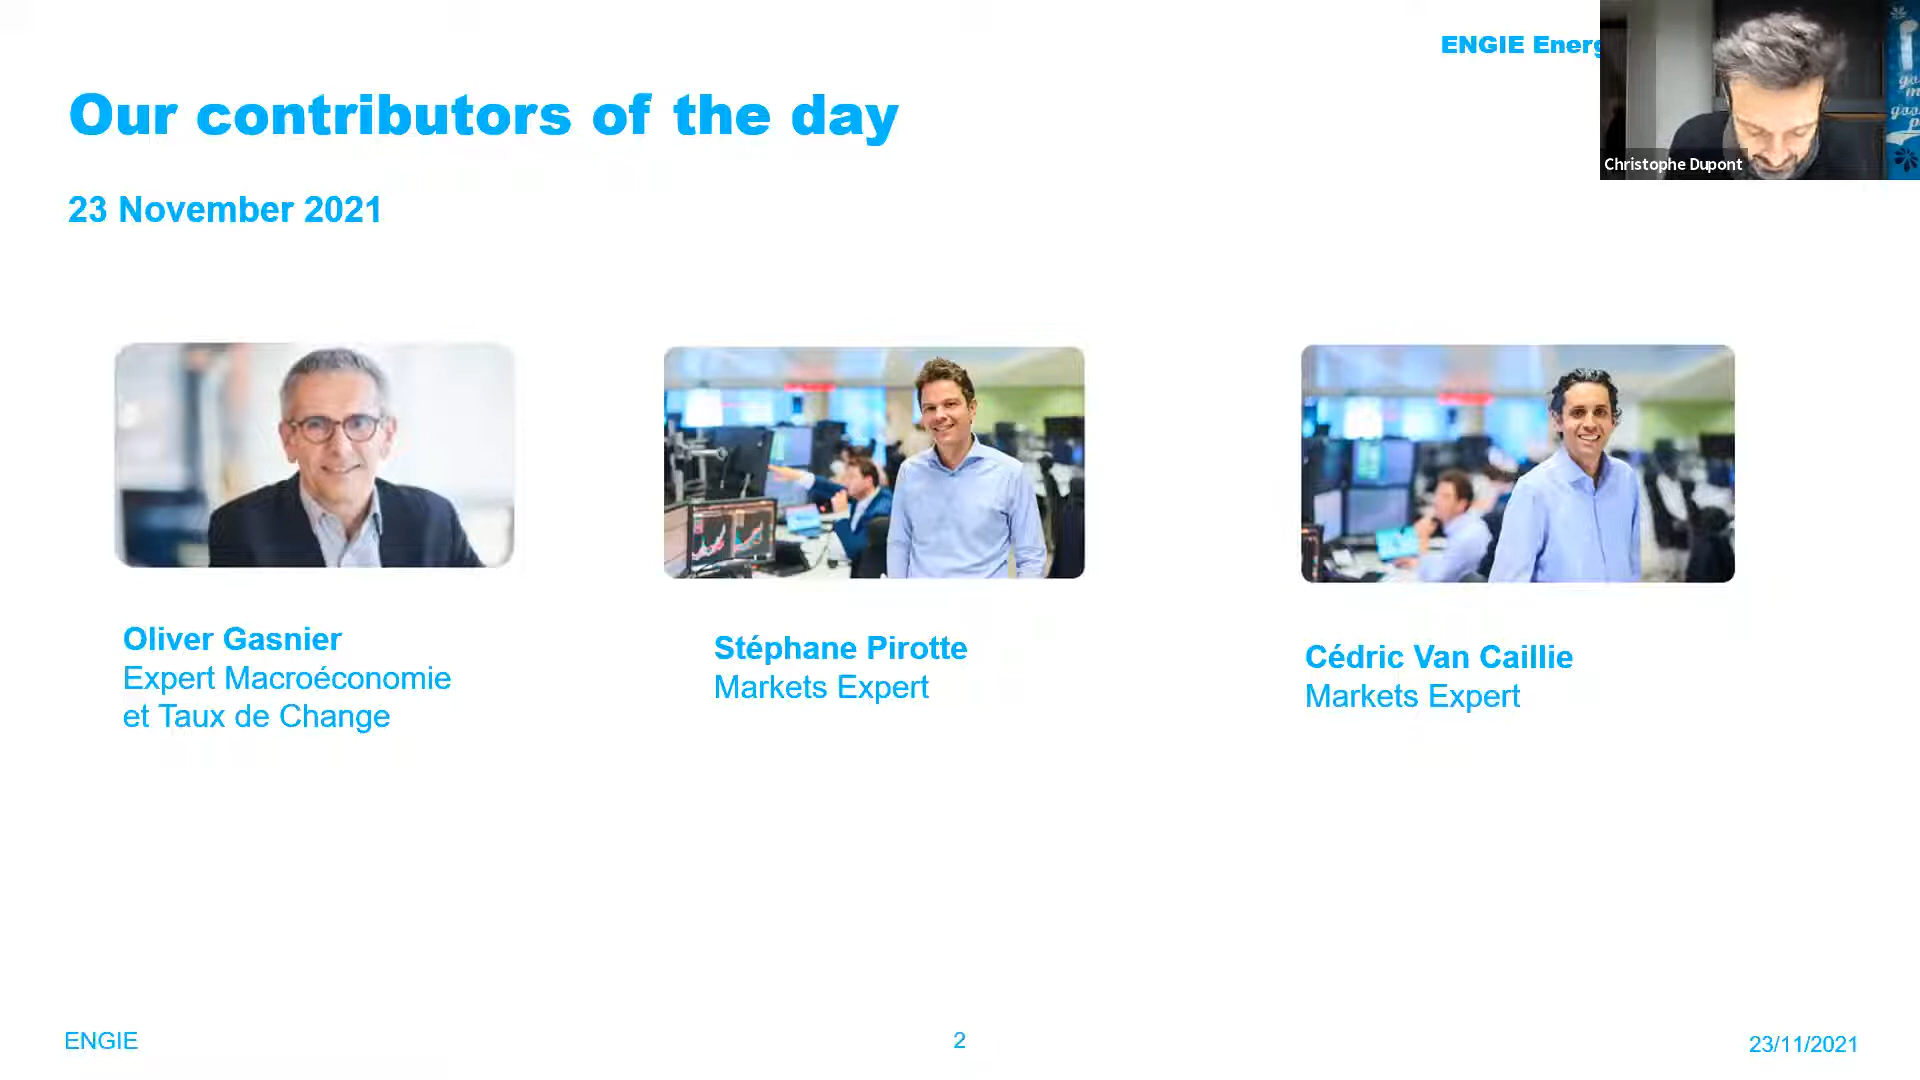 ENGIE Energ
Our contributors of the day
23 November 2021
Christophe Dupont
Oliver Gasnier
Expert Macroéconomie
et Taux de Change
Stéphane Pirotte
Markets Expert
Cédric Van Caillie
Markets Expert
ENGIE
2
23/11/2021